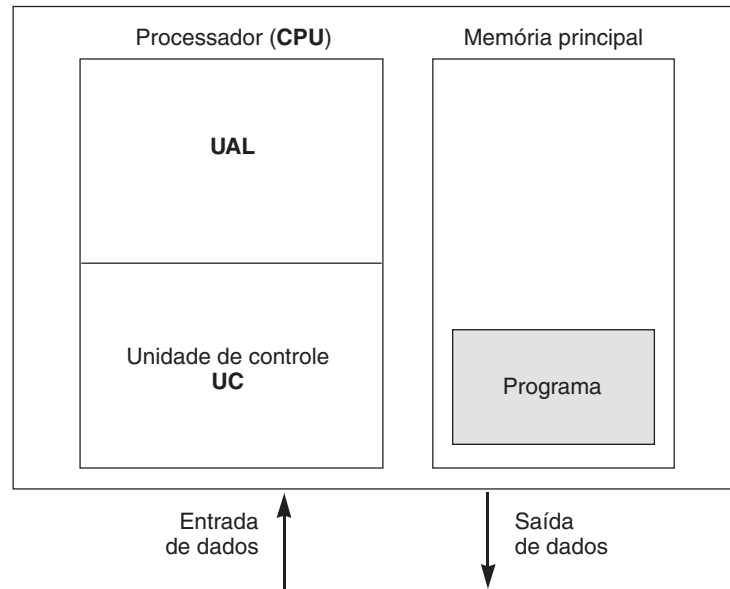 Processador (CPU)
Memória principal
UAL
Unidade de controle
UC
Programa
Entrada
de dados
Saída
de dados